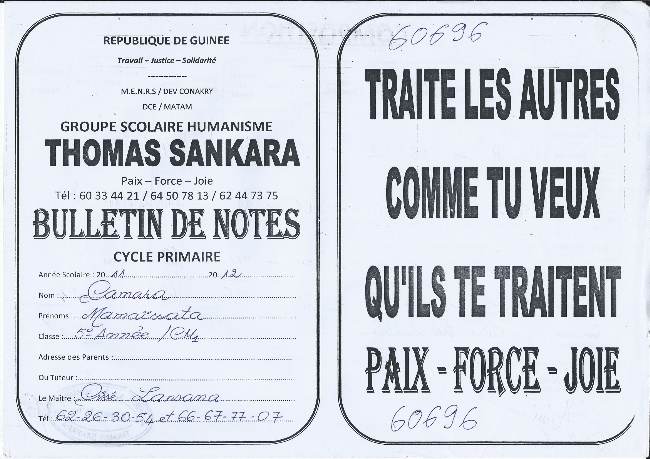 REPUBLIQUE DE GUINEE
Travail – Justice – Solidarité
--------------
M.E.N.R.S / DEV CONAKRY
DCE / MATAM
GROUPE SCOLAIRE HUMANISME
THOMAS SANKARA
Paix – Force – Joie
Tél : 60 33 44 21 / 64 50 78 13 / 62 44 73 75
BULLETIN DE NOTES
CYCLE PRIMAIRE
Année Scolaire : 20 11 20 12
Nom : Camara
Prénoms : Mamaïssata
Classe : 5e Année / CM1
Adresse des Parents :
Ou Tuteur :
Le Maître : Lansana
Tél : 62-26-30-54 et 66-67-77-07
60696
TRAITE LES AUTRES
COMME TU VEUX
QU'ILS TE TRAITENT
PAIX - FORCE - JOIE
60696